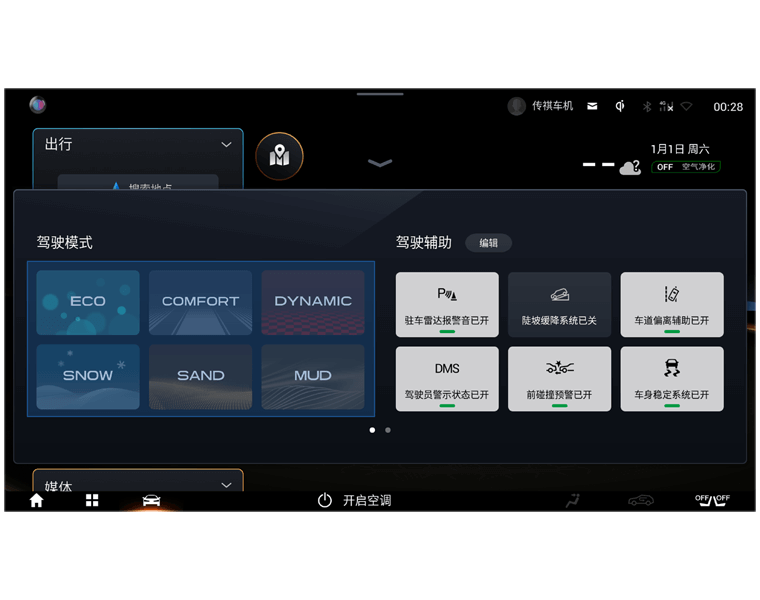 传祺车机
4G
00:28
出行
1月1日 周六
OFF 空气净化
搜索地点
驾驶模式
驾驶辅助
编辑
ECO
COMFORT
DYNAMIC
驻车雷达报警音已开
陡坡缓降系统已关
车道偏离辅助已开
SNOW
SAND
MUD
DMS
驾驶员警示状态已开
前碰撞预警已开
车身稳定系统已开
媒体
开启空调
OFF OFF